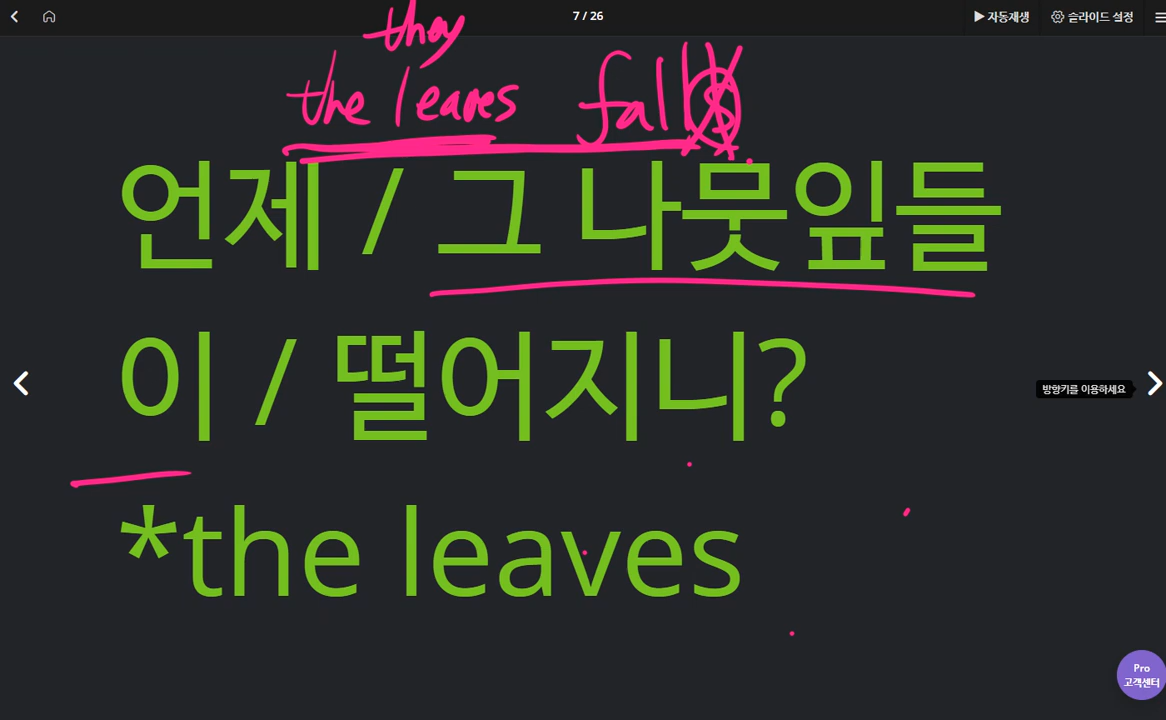 7 / 26
▶ 자동재생
슬라이드 설정
they
the leaves fall
언제 / 그 나뭇잎들
이 / 떨어지니?
방향키를 이용하세요
*the leaves
Pro
고객센터